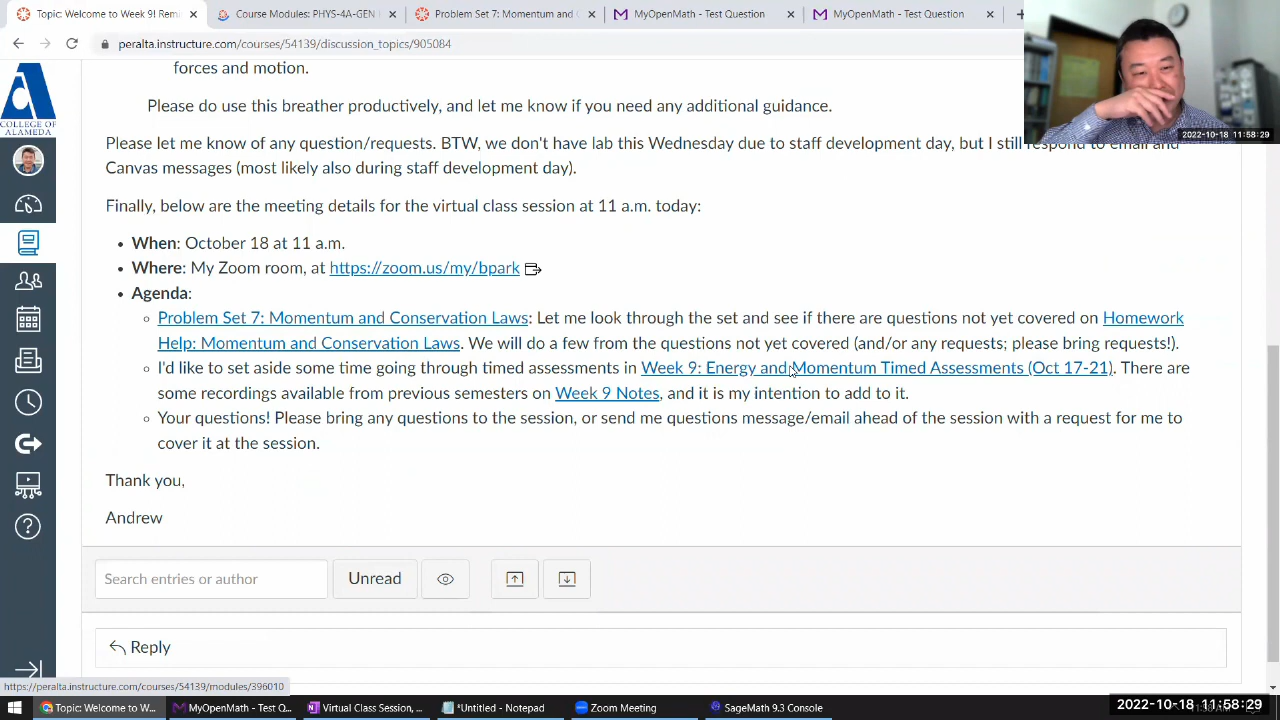 Topic: Welcome to Week 9! Rem
Course Modules: PHYS-4A-GEN
Problem Set 7: Momentum and
MyOpenMath - Test Question
MyOpenMath - Test Question
peralta.instructure.com/courses/54139/discussion_topics/905084
2022-10-18 11:58:29
COLLEGE OF
ALAMEDA
forces and motion.
Please do use this breather productively, and let me know if you need any additional guidance.
Please let me know of any question/requests. BTW, we don't have lab this Wednesday due to staff development day, but I still respond to email and
Canvas messages (most likely also during staff development day).
Finally, below are the meeting details for the virtual class session at 11 a.m. today:
• When: October 18 at 11 a.m.
• Where: My Zoom room, at https://zoom.us/my/bpark
• Agenda:
Problem Set 7: Momentum and Conservation Laws: Let me look through the set and see if there are questions not yet covered on Homework
Help: Momentum and Conservation Laws. We will do a few from the questions not yet covered (and/or any requests; please bring requests!).
I'd like to set aside some time going through timed assessments in Week 9: Energy and Momentum Timed Assessments (Oct 17-21). There are
some recordings available from previous semesters on Week 9 Notes, and it is my intention to add to it.
Your questions! Please bring any questions to the session, or send me questions message/email ahead of the session with a request for me to
cover it at the session.
Thank you,
Andrew
Search entries or author
Unread
Reply
https://peralta.instructure.com/courses/54139/modules/396010
Topic: Welcome to W...
MyOpenMath - Test Q...
Virtual Class Session, ...
*Untitled - Notepad
Zoom Meeting
SageMath 9.3 Console
2022-10-18 11:58:29